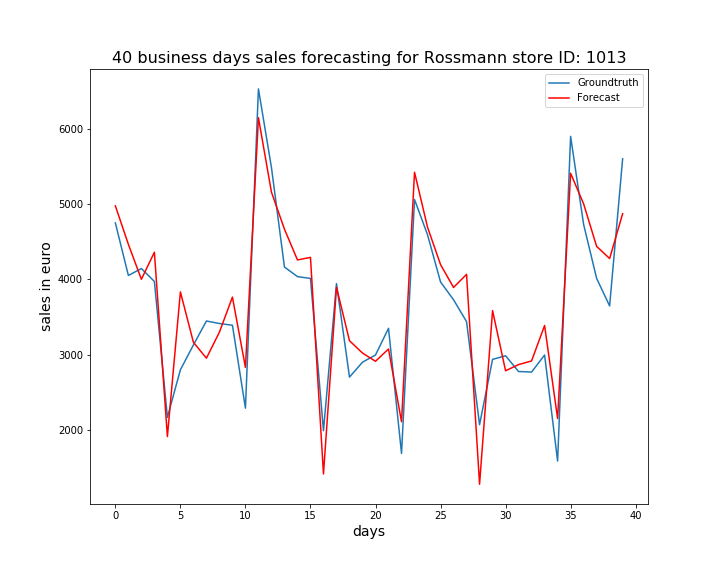 40 business days sales forecasting for Rossmann store ID: 1013
Groundtruth
Forecast
sales in euro
6000
5000
4000
3000
2000
0 5 10 15 20 25 30 35 40
days